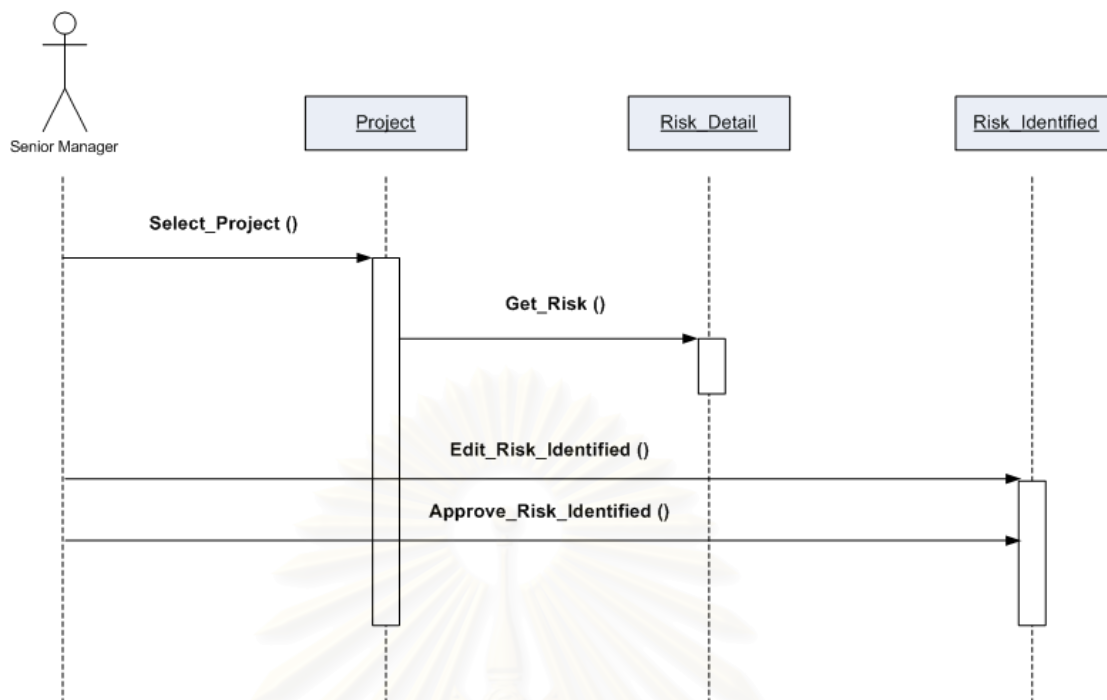 Senior Manager
Project
Risk_Detail
Risk_Identified
Select_Project ()
Get_Risk ()
Edit_Risk_Identified ()
Approve_Risk_Identified ()